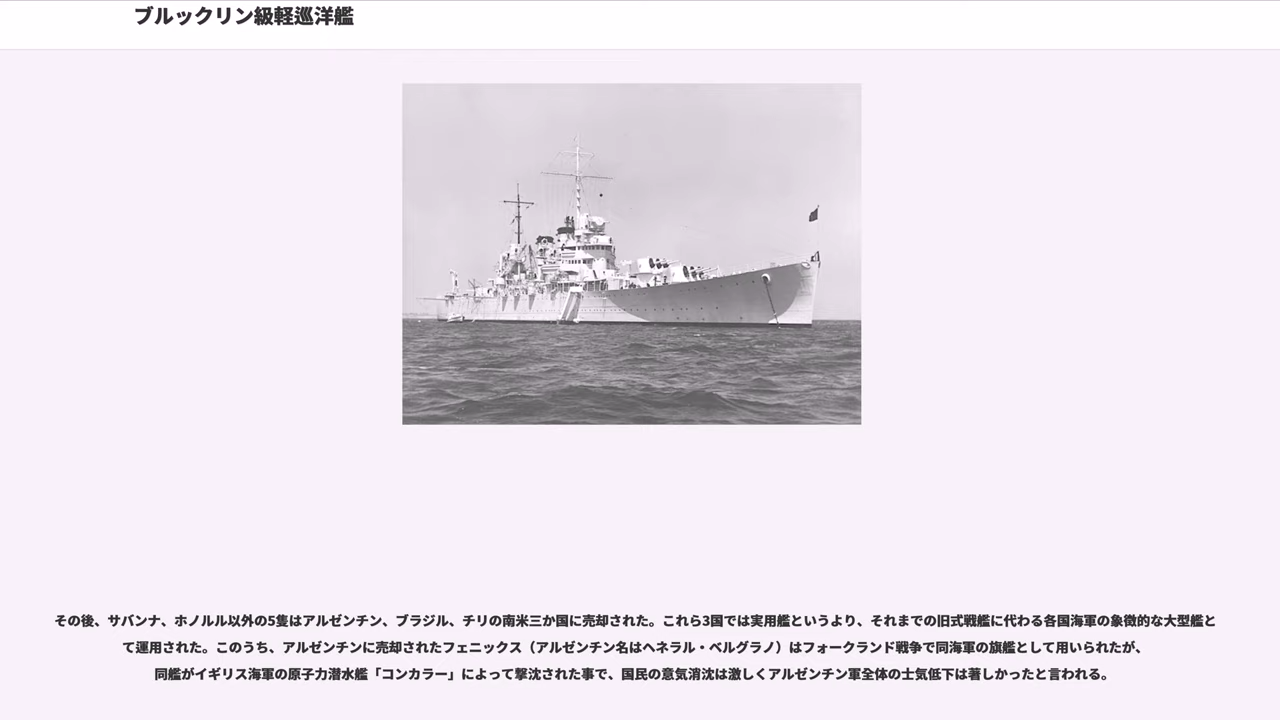 ブルックリン級軽巡洋艦
その後、サバンナ、ホノルル以外の5隻はアルゼンチン、ブラジル、チリの南米三か国に売却された。これら3国では実用艦というより、それまでの旧式戦艦に代わる各国海軍の象徴的な大型艦と
て運用された。このうち、アルゼンチンに売却されたフェニックス（アルゼンチン名はヘネラル・ベルグラノ）はフォークランド戦争で同海軍の旗艦として用いられたが、
同艦がイギリス海軍の原子力潜水艦「コンカラー」によって撃沈された事で、国民の意気消沈は激しくアルゼンチン軍全体の士気低下は著しかったと言われる。